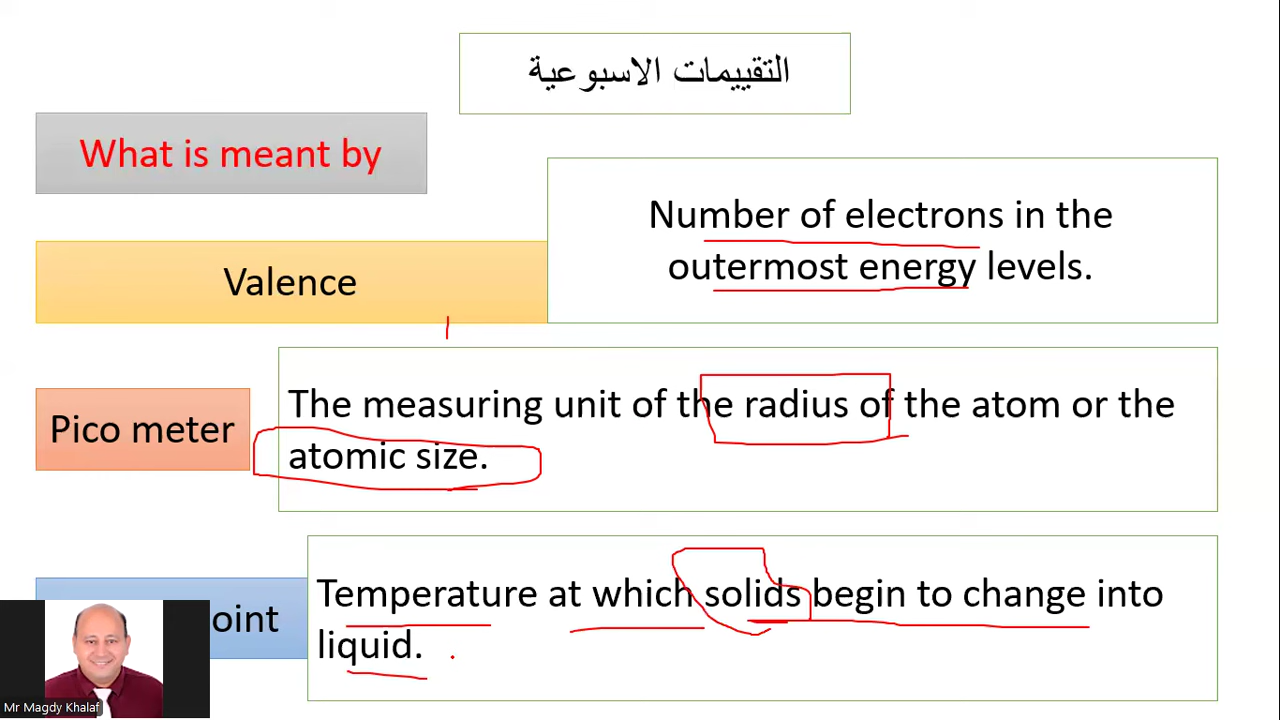 التقييمات الاسبوعية
What is meant by
Number of electrons in the
outermost energy levels.
Valence
The measuring unit of the radius of the atom or the
atomic size.
Pico meter
Temperature at which solids begin to change into
liquid.
oint
Mr Magdy Khalaf